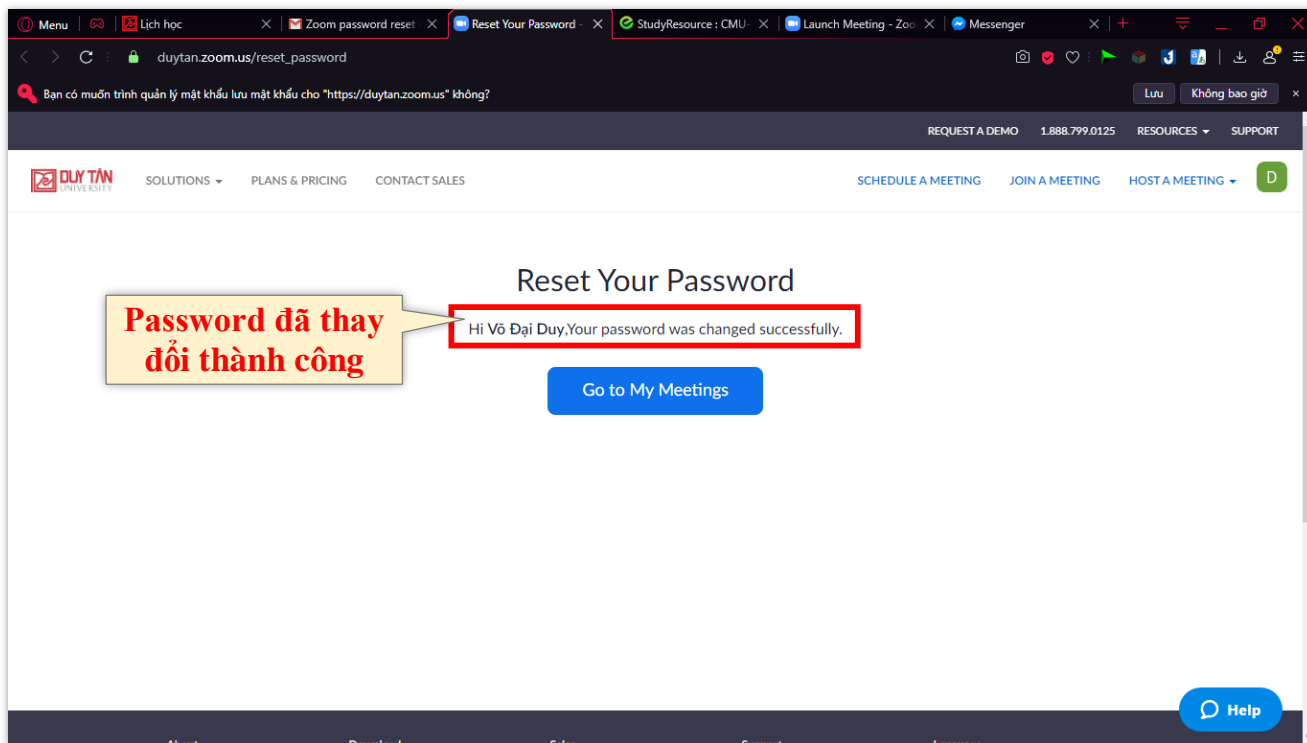 Menu
Lịch học
Zoom password reset
Reset Your Password -
StudyResource : CMU-
Launch Meeting - Zoo
Messenger
duytan.zoom.us/reset_password
Bạn có muốn trình quản lý mật khẩu lưu mật khẩu cho "https://duytan.zoom.us" không?
Lưu
Không bao giờ
REQUEST A DEMO
1.888.799.0125
RESOURCES
SUPPORT
DUY TÂN
UNIVERSITY
SOLUTIONS
PLANS & PRICING
CONTACT SALES
SCHEDULE A MEETING
JOIN A MEETING
HOST A MEETING
D
Reset Your Password
Password đã thay
đổi thành công
Hi Võ Đại Duy,Your password was changed successfully.
Go to My Meetings
Help